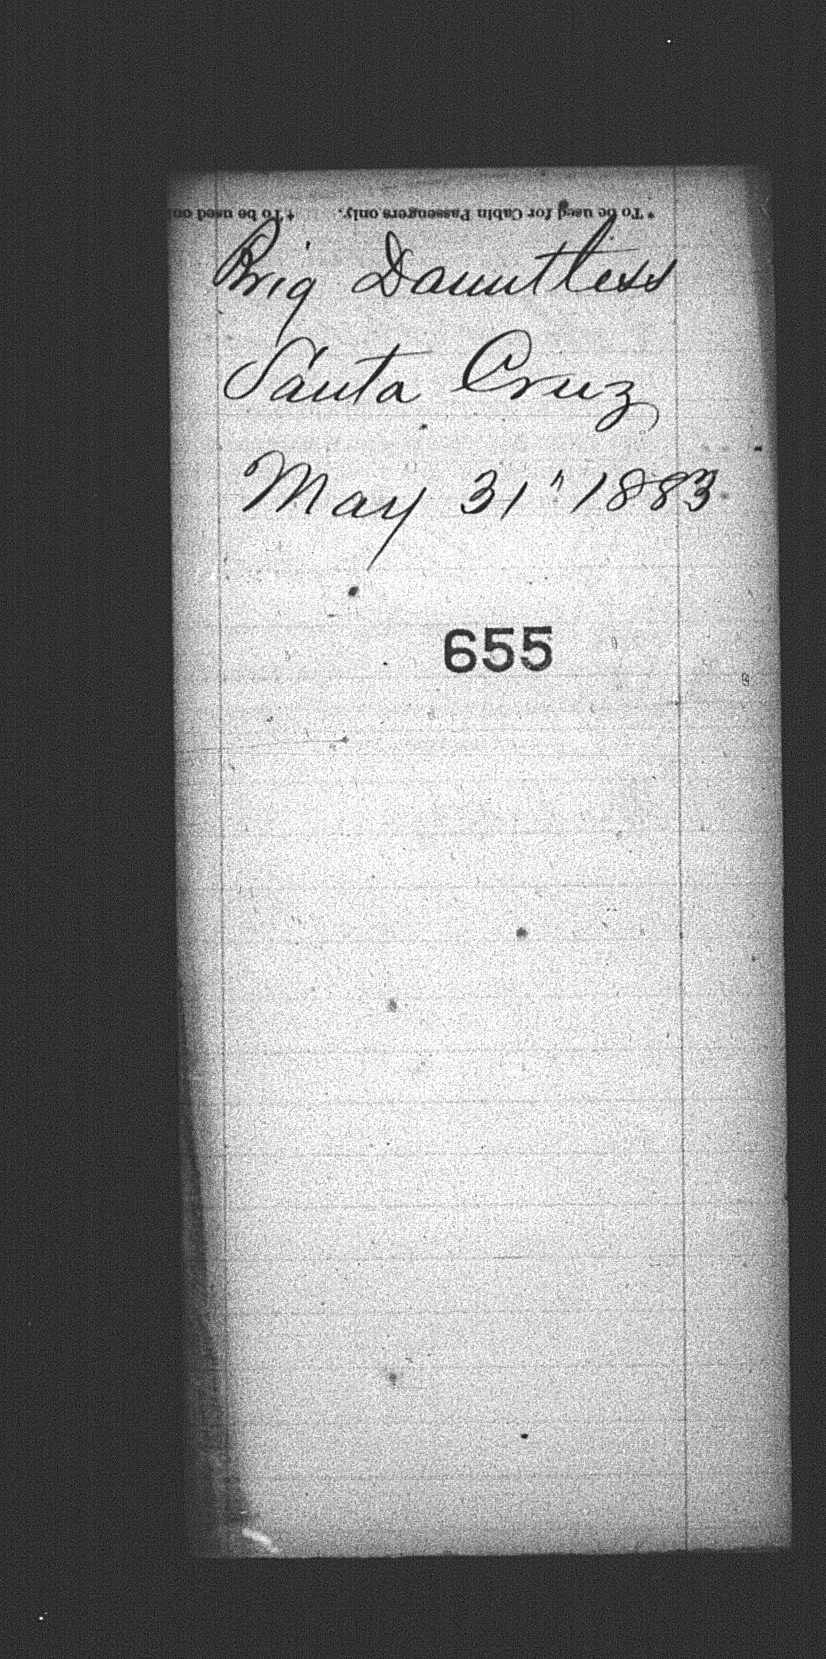 * To be used for Cabin Passengers only. † To be used on
Brig Dauntless
Santa Cruz
May 31" 1883
655